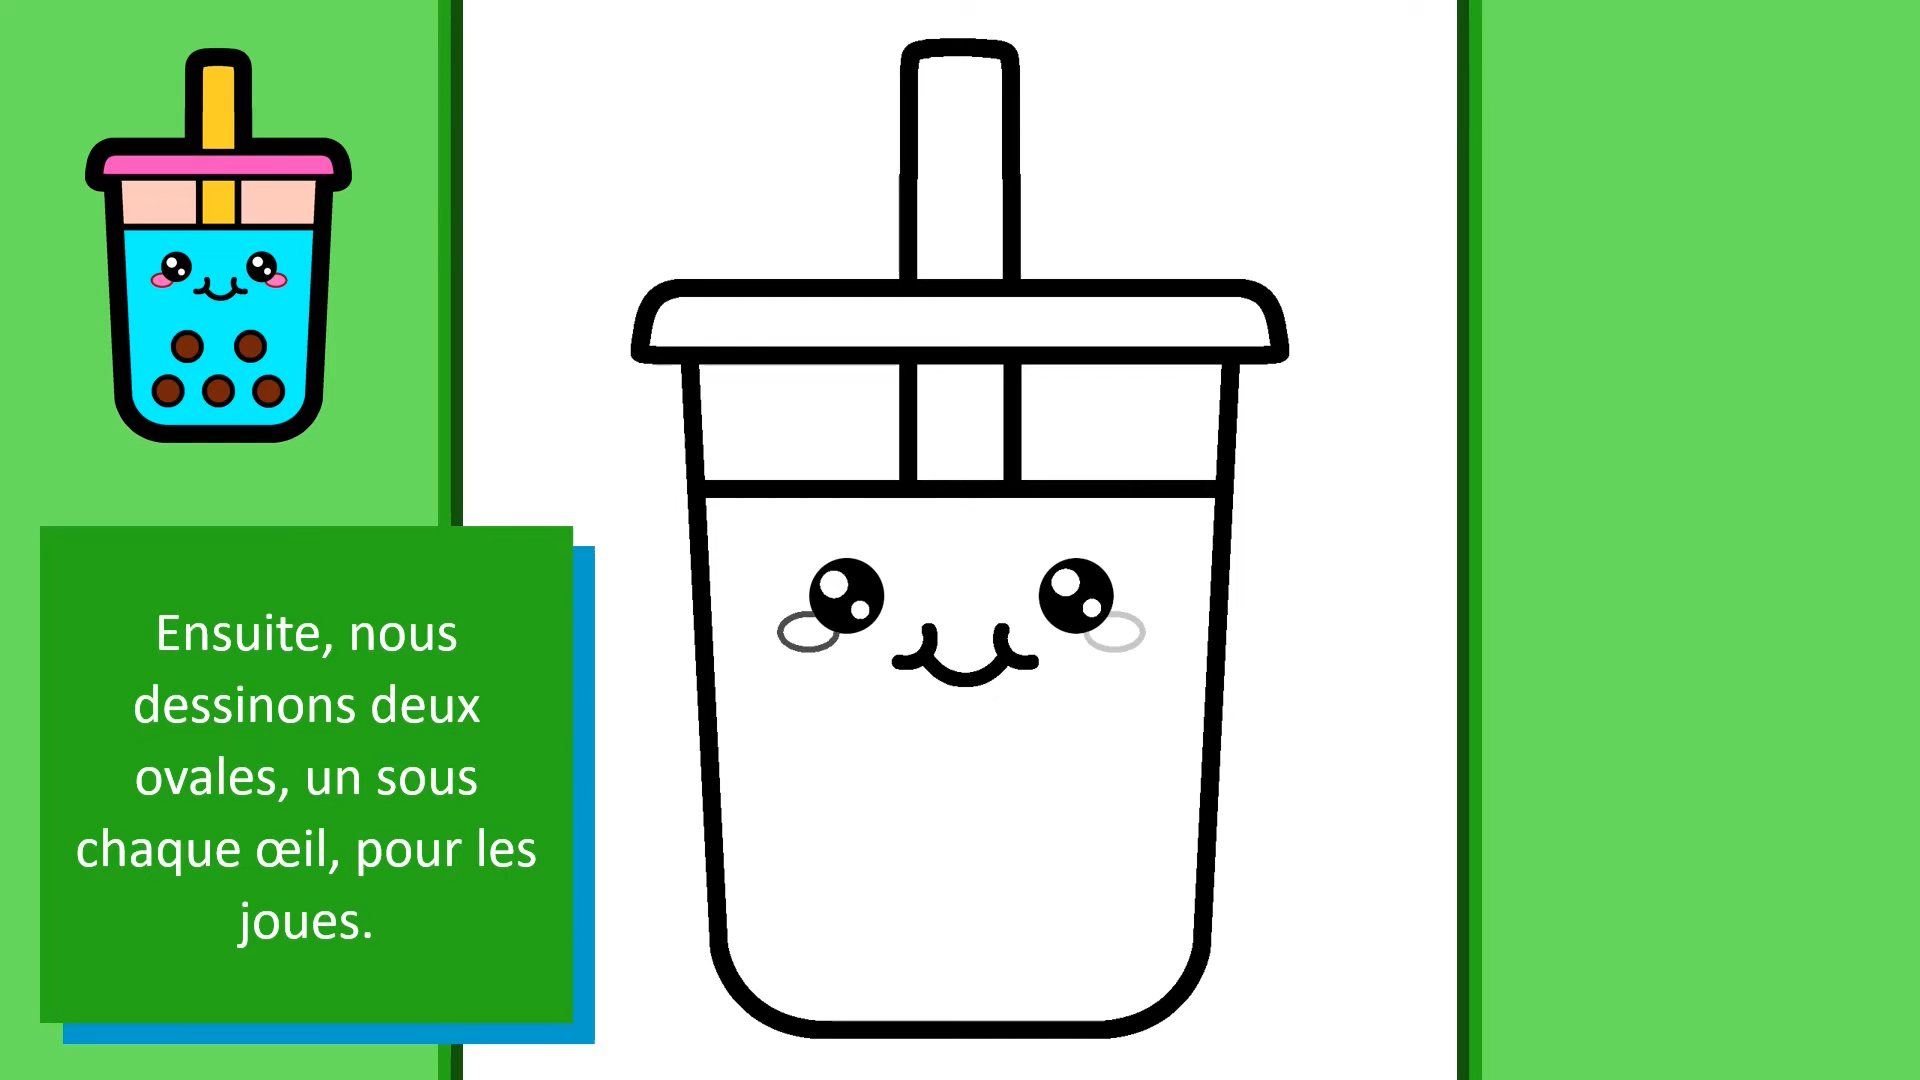 Ensuite, nous
dessinons deux
ovales, un sous
chaque œil, pour les
joues.